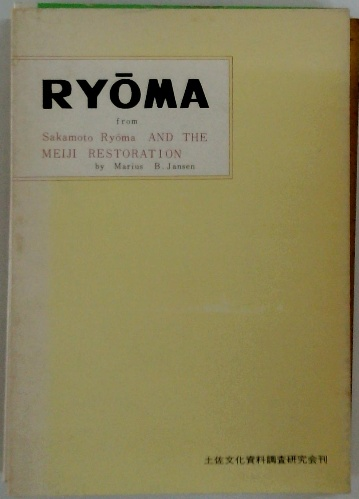 RYŌMA
from
Sakamoto Ryōma AND THE
MEIJI RESTORATION
by Marius B. Jansen
土佐文化資料調査研究会刊